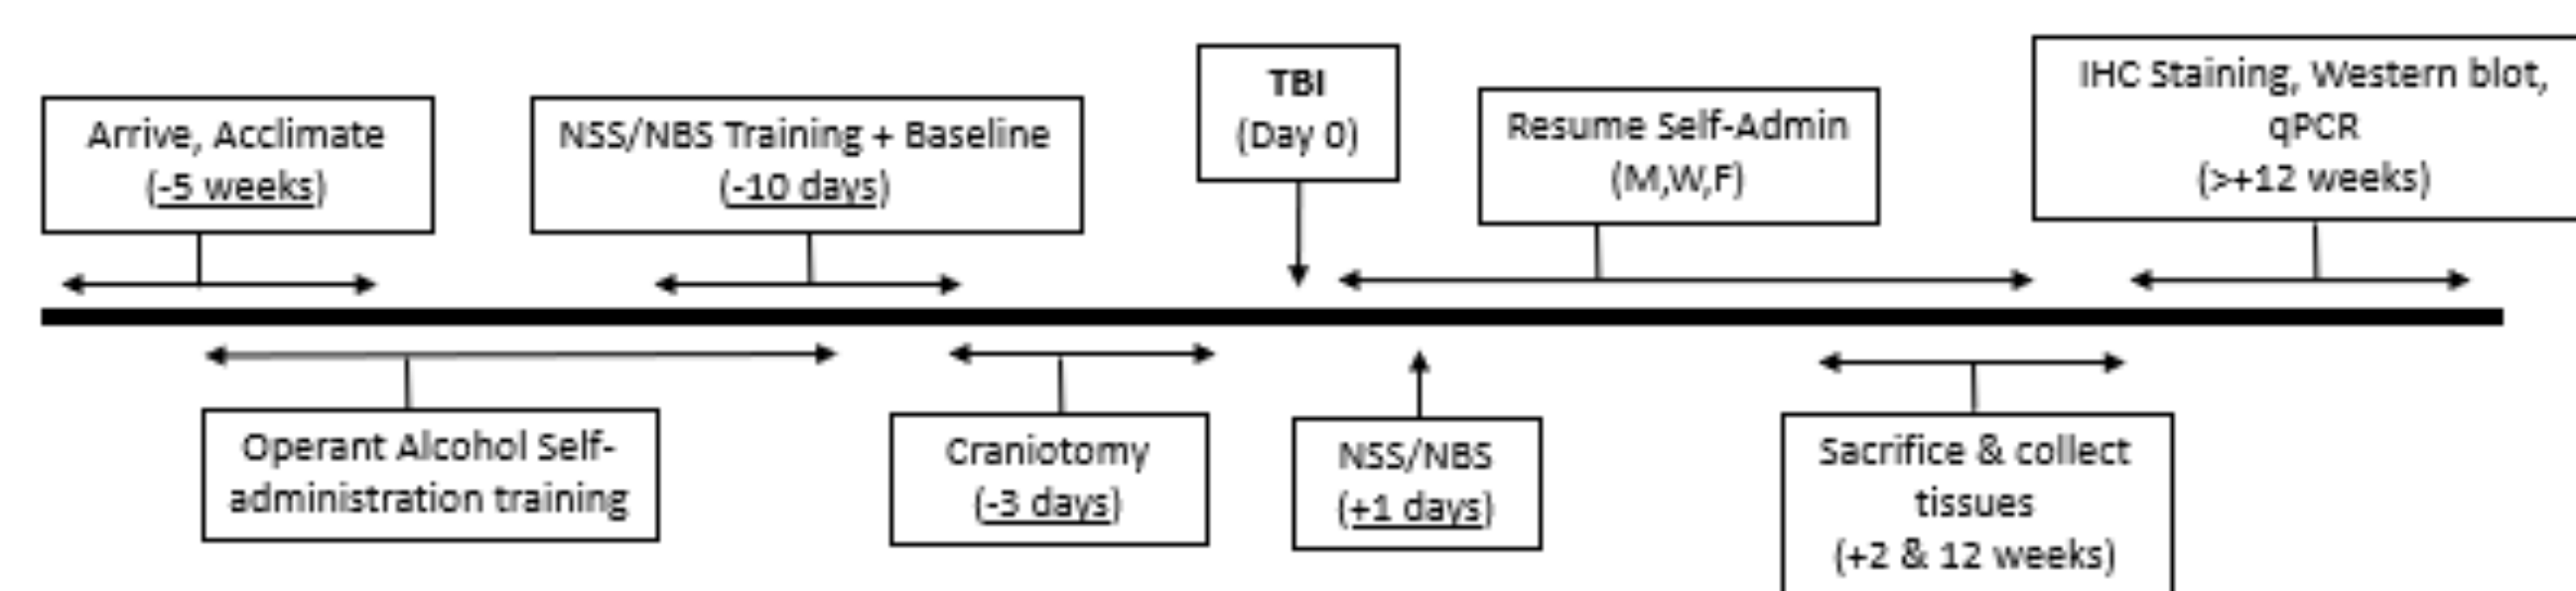 Arrive, Acclimate
(-5 weeks)
NSS/NBS Training + Baseline
(-10 days)
TBI
(Day 0)
Resume Self-Admin
(M,W,F)
IHC Staining, Western blot,
qPCR
(>+12 weeks)
Operant Alcohol Self-
administration training
Craniotomy
(-3 days)
NSS/NBS
(+1 days)
Sacrifice & collect
tissues
(+2 & 12 weeks)